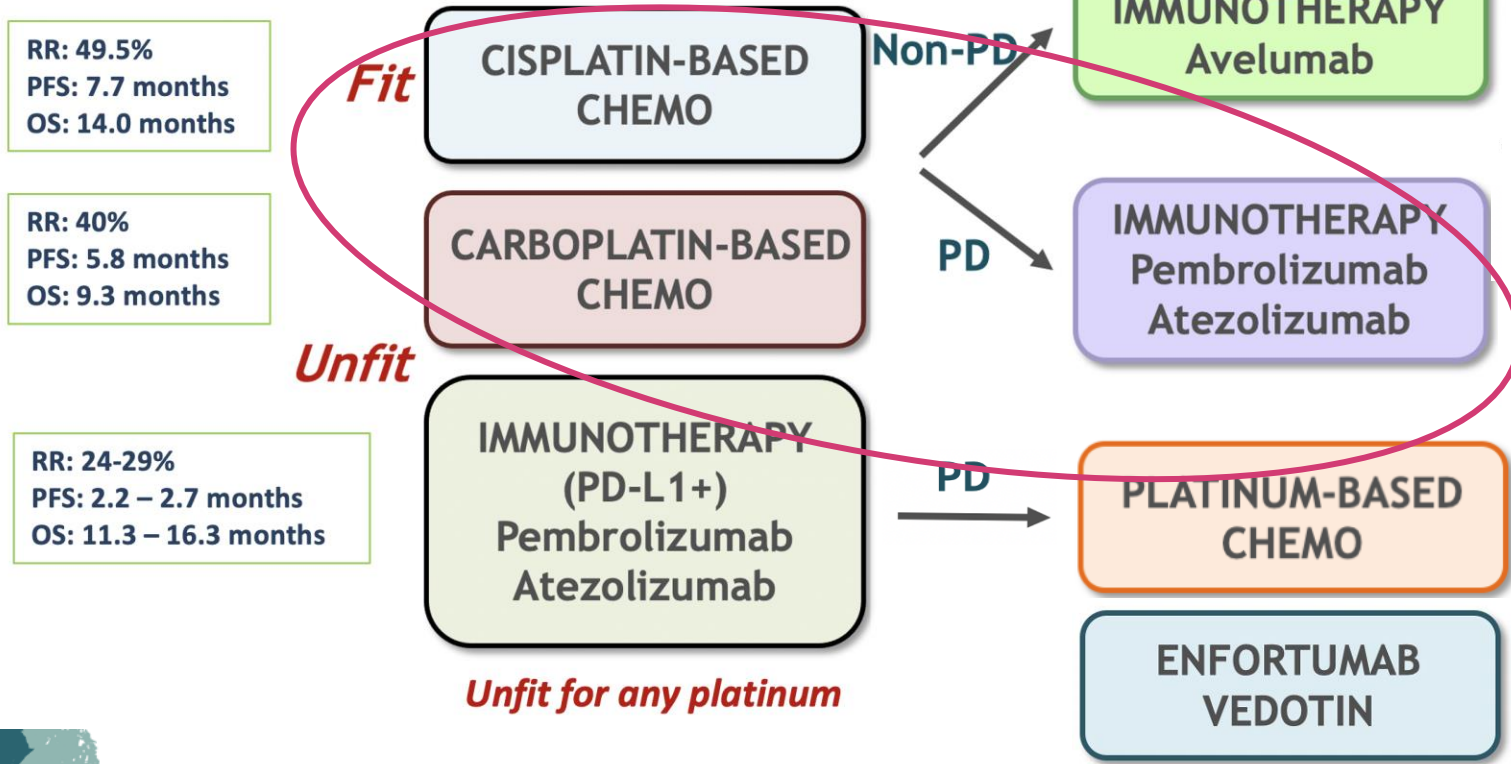 RR: 49.5%
PFS: 7.7 months
OS: 14.0 months
Fit
CISPLATIN-BASED
CHEMO
Non-PD
IMMUNOTHERAPY
Avelumab
RR: 40%
PFS: 5.8 months
OS: 9.3 months
Unfit
CARBOPLATIN-BASED
CHEMO
PD
IMMUNOTHERAPY
Pembrolizumab
Atezolizumab
RR: 24-29%
PFS: 2.2 – 2.7 months
OS: 11.3 – 16.3 months
IMMUNOTHERAPY
(PD-L1+)
Pembrolizumab
Atezolizumab
PD
PLATINUM-BASED
CHEMO
Unfit for any platinum
ENFORTUMAB
VEDOTIN